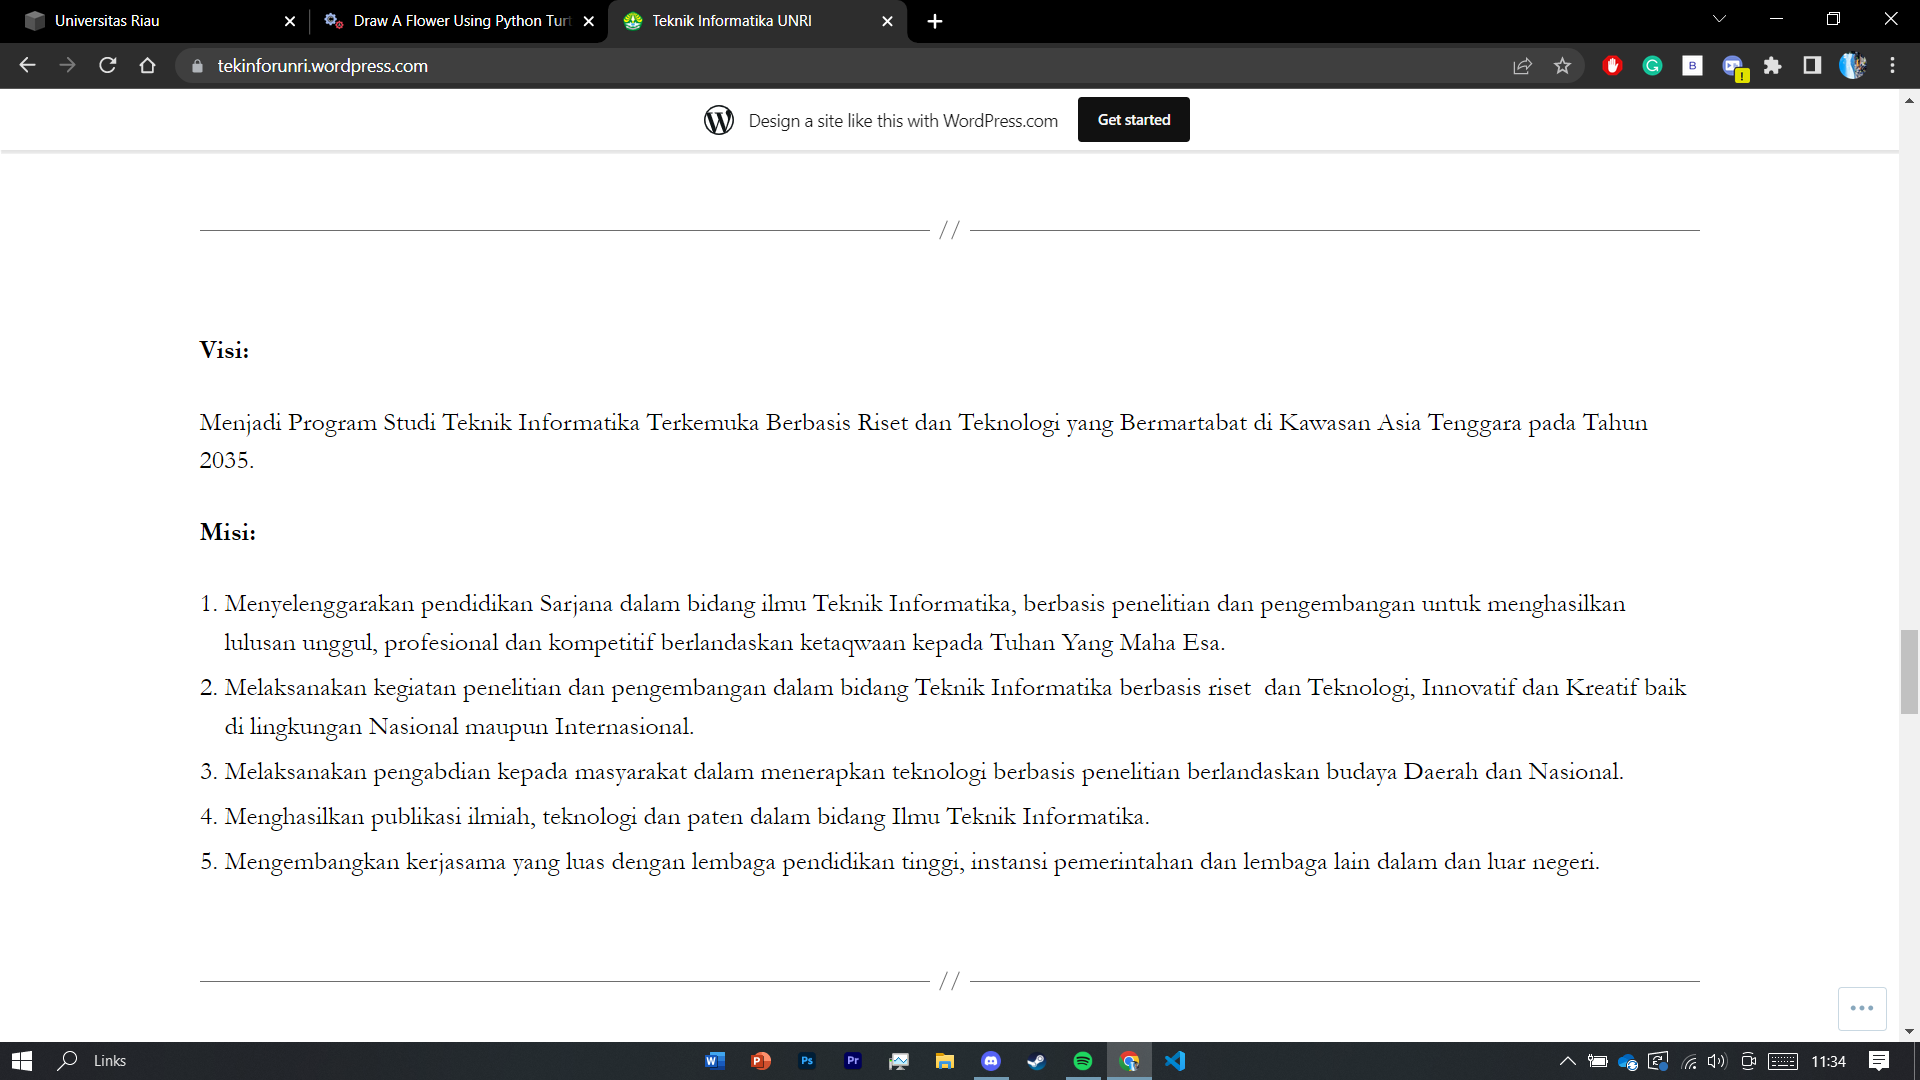 Universitas Riau
Draw A Flower Using Python Turt
Teknik Informatika UNRI
tekinforunri.wordpress.com
Design a site like this with WordPress.com
Get started
//
Visi:
Menjadi Program Studi Teknik Informatika Terkemuka Berbasis Riset dan Teknologi yang Bermartabat di Kawasan Asia Tenggara pada Tahun
2035.
Misi:
1. Menyelenggarakan pendidikan Sarjana dalam bidang ilmu Teknik Informatika, berbasis penelitian dan pengembangan untuk menghasilkan
lulusan unggul, profesional dan kompetitif berlandaskan ketaqwaan kepada Tuhan Yang Maha Esa.
2. Melaksanakan kegiatan penelitian dan pengembangan dalam bidang Teknik Informatika berbasis riset  dan Teknologi, Innovatif dan Kreatif baik
di lingkungan Nasional maupun Internasional.
3. Melaksanakan pengabdian kepada masyarakat dalam menerapkan teknologi berbasis penelitian berlandaskan budaya Daerah dan Nasional.
4. Menghasilkan publikasi ilmiah, teknologi dan paten dalam bidang Ilmu Teknik Informatika.
5. Mengembangkan kerjasama yang luas dengan lembaga pendidikan tinggi, instansi pemerintahan dan lembaga lain dalam dan luar negeri.
//
Links
11:34